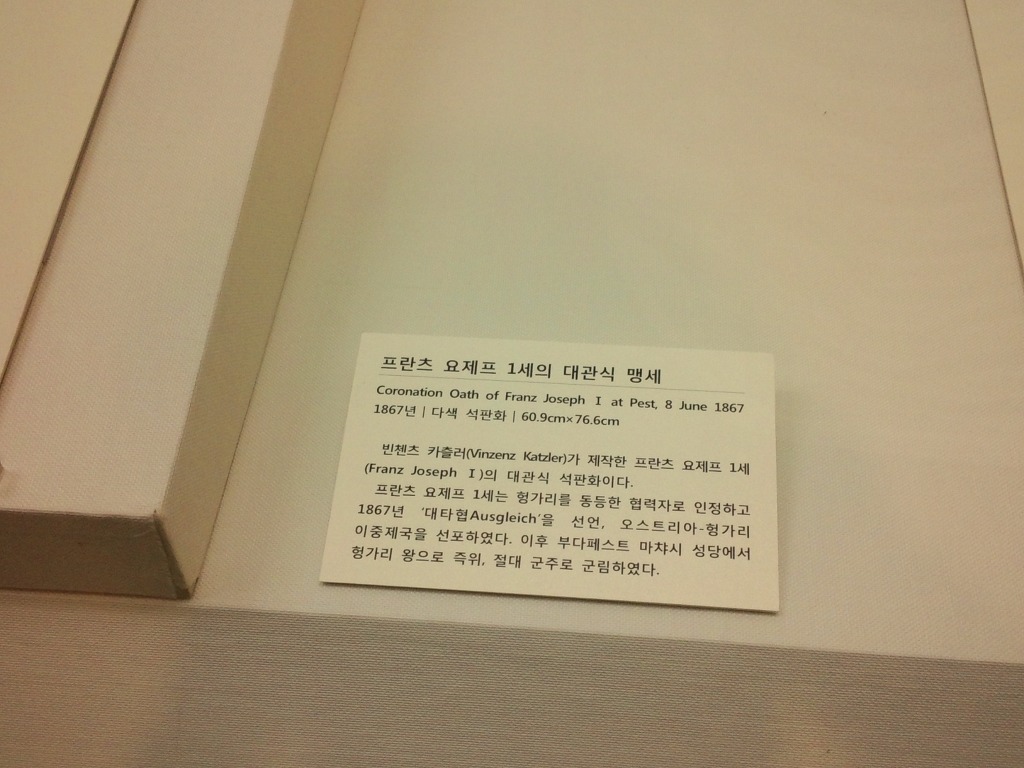 프란츠 요제프 1세의 대관식 맹세
Coronation Oath of Franz Joseph Ⅰ at Pest, 8 June 1867
1867년 | 다색 석판화 | 60.9cm×76.6cm
빈첸츠 카츨러(Vinzenz Katzler)가 제작한 프란츠 요제프 1세
(Franz Joseph Ⅰ)의 대관식 석판화이다.
프란츠 요제프 1세는 헝가리를 동등한 협력자로 인정하고
1867년 '대타협Ausgleich'을 선언, 오스트리아-헝가리
이중제국을 선포하였다. 이후 부다페스트 마챠시 성당에서
헝가리 왕으로 즉위, 절대 군주로 군림하였다.